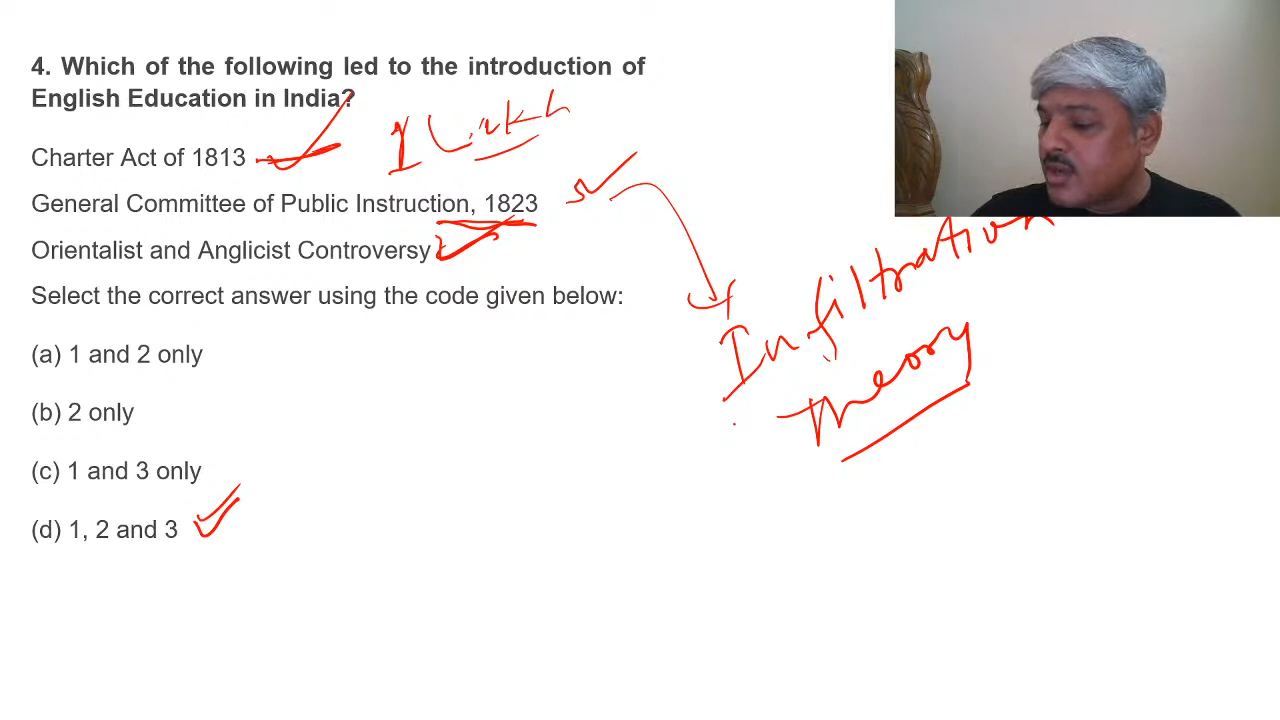 4. Which of the following led to the introduction of
English Education in India?
1 Lakh
Charter Act of 1813
General Committee of Public Instruction, 1823
Orientalist and Anglicist Controversy
Infiltration
Theory
Select the correct answer using the code given below:
(a) 1 and 2 only
(b) 2 only
(c) 1 and 3 only
(d) 1, 2 and 3